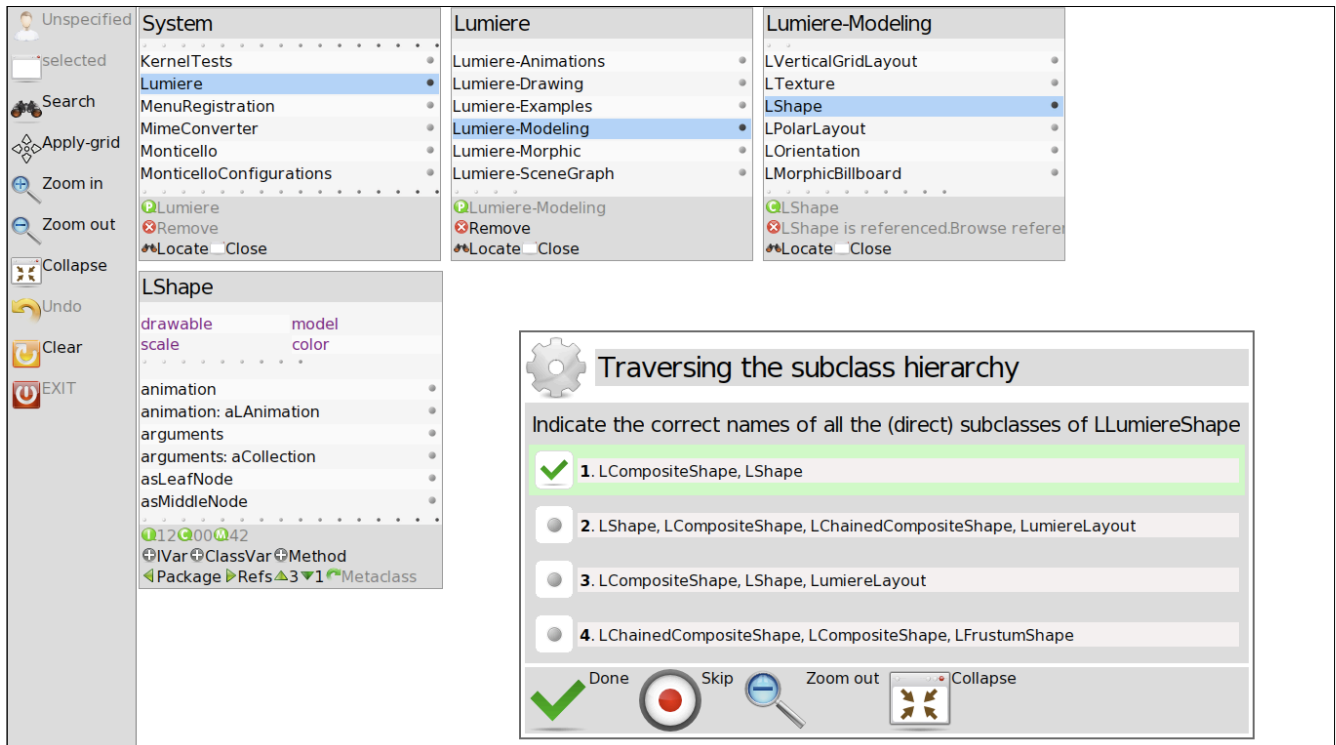 Unspecified
selected
Search
Apply-grid
Zoom in
Zoom out
Collapse
Undo
Clear
EXIT
System
KernelTests
Lumiere
MenuRegistration
MimeConverter
Monticello
MonticelloConfigurations
Lumiere
Remove
Locate Close
Lumiere
Lumiere-Animations
Lumiere-Drawing
Lumiere-Examples
Lumiere-Modeling
Lumiere-Morphic
Lumiere-SceneGraph
Lumiere-Modeling
Remove
Locate Close
Lumiere-Modeling
LVerticalGridLayout
LTexture
LShape
LPolarLayout
LOrientation
LMorphicBillboard
LShape
LShape is referenced.Browse referen
Locate Close
LShape
drawable model
scale color
animation
animation: aLAnimation
arguments
arguments: aCollection
asLeafNode
asMiddleNode
I 12 C 00 M 42
IVar ClassVar Method
Package Refs 3 1 Metaclass
Traversing the subclass hierarchy
Indicate the correct names of all the (direct) subclasses of LLumiereShape
1. LCompositeShape, LShape
2. LShape, LCompositeShape, LChainedCompositeShape, LumiereLayout
3. LCompositeShape, LShape, LumiereLayout
4. LChainedCompositeShape, LCompositeShape, LFrustumShape
Done Skip Zoom out Collapse